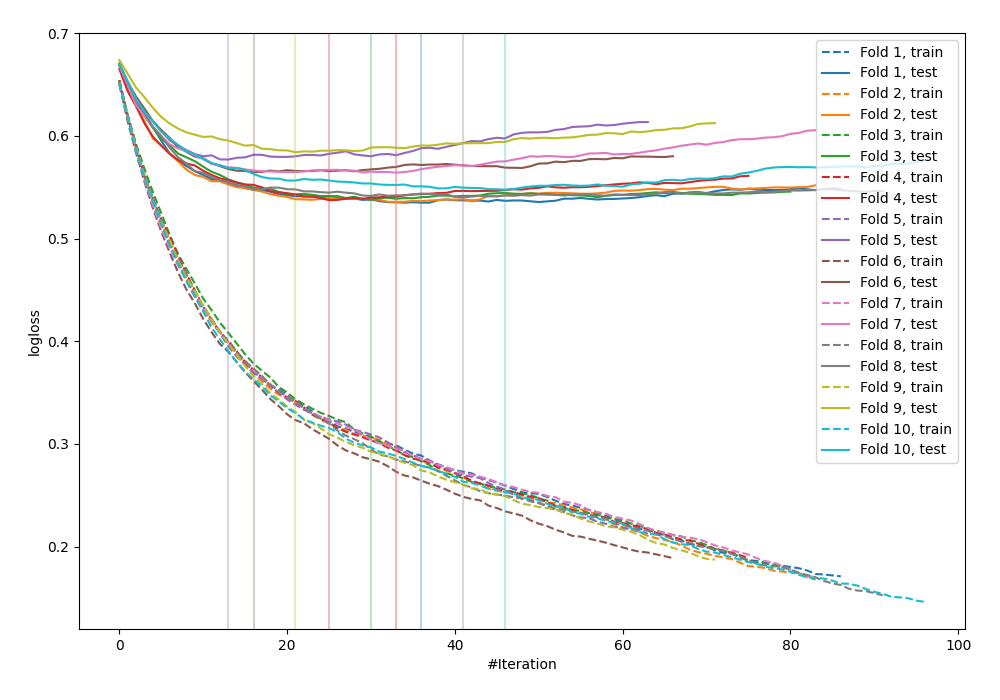 0.7
0.6
0.5
0.4
0.3
0.2
logloss
0
20
40
60
80
100
#Iteration
Fold 1, train
Fold 1, test
Fold 2, train
Fold 2, test
Fold 3, train
Fold 3, test
Fold 4, train
Fold 4, test
Fold 5, train
Fold 5, test
Fold 6, train
Fold 6, test
Fold 7, train
Fold 7, test
Fold 8, train
Fold 8, test
Fold 9, train
Fold 9, test
Fold 10, train
Fold 10, test